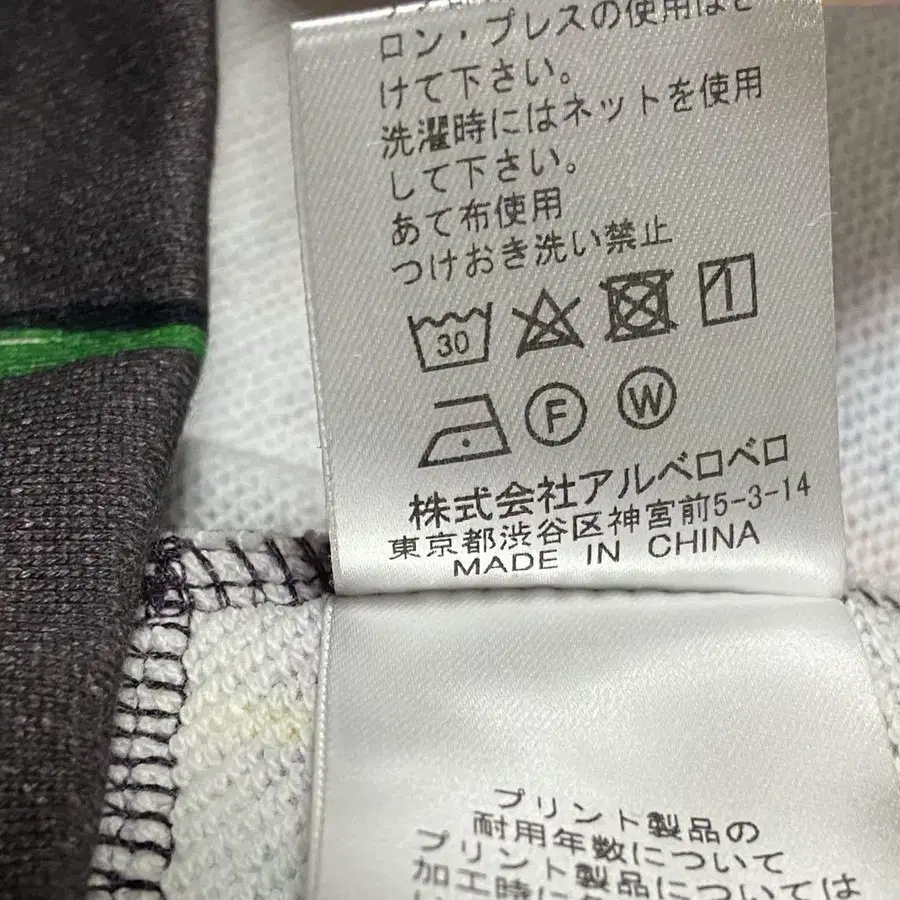 ロン・プレスの使用はさ
けて下さい。
洗濯時にはネットを使用
して下さい。
あて布使用
つけおき洗い禁止
30
F W
株式会社アルベロベロ
東京都渋谷区神宮前5-3-14
MADE IN CHINA
プリント製品の
耐用年数について
プリント製品については
加工時に